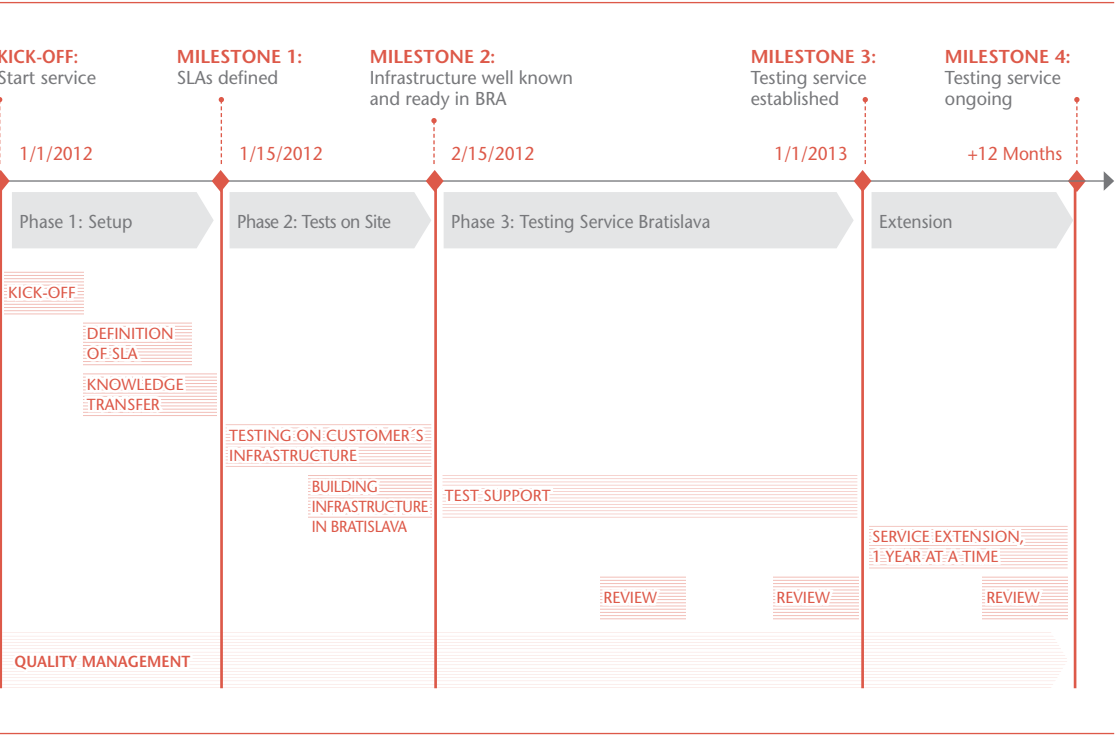 KICK-OFF:
Start service
MILESTONE 1:
SLAs defined
MILESTONE 2:
Infrastructure well known
and ready in BRA
MILESTONE 3:
Testing service
established
MILESTONE 4:
Testing service
ongoing
1/1/2012
1/15/2012
2/15/2012
1/1/2013
+12 Months
Phase 1: Setup
Phase 2: Tests on Site
Phase 3: Testing Service Bratislava
Extension
KICK-OFF
DEFINITION
OF SLA
KNOWLEDGE
TRANSFER
TESTING ON CUSTOMER´S
INFRASTRUCTURE
BUILDING
INFRASTRUCTURE
IN BRATISLAVA
TEST SUPPORT
SERVICE EXTENSION,
1 YEAR AT A TIME
REVIEW
REVIEW
REVIEW
QUALITY MANAGEMENT